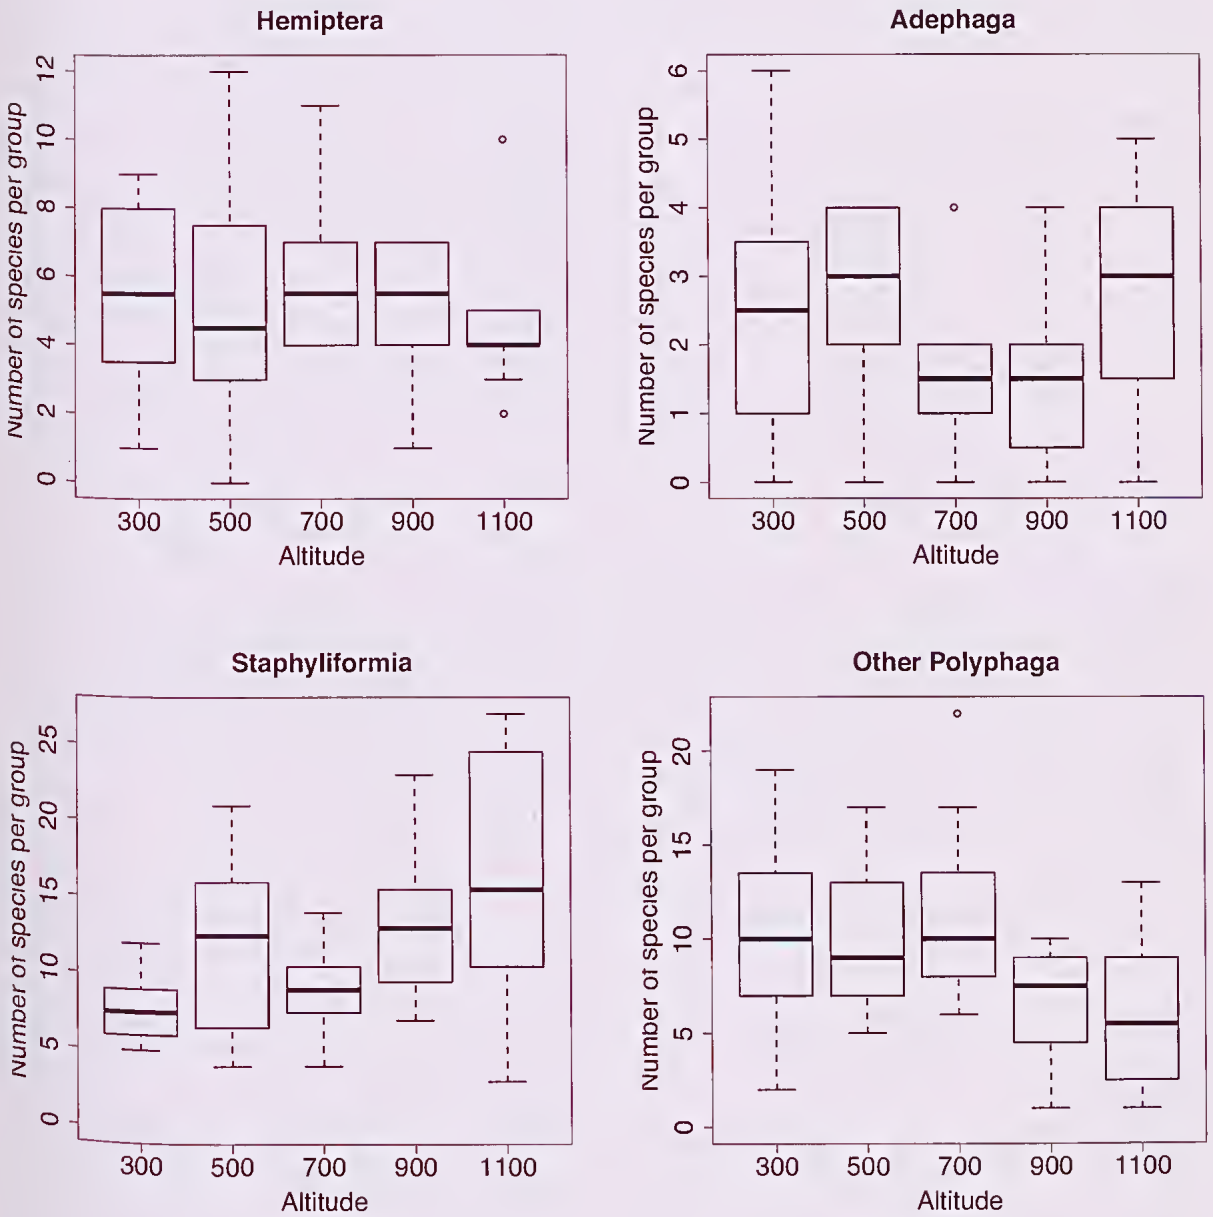 Hemiptera
Number of species per group
0 2 4 6 8 10 12
300 500 700 900 1100
Altitude
Adephaga
Number of species per group
0 1 2 3 4 5 6
300 500 700 900 1100
Altitude
Staphyliformia
Number of species per group
0 5 10 15 20 25
300 500 700 900 1100
Altitude
Other Polyphaga
Number of species per group
0 5 10 15 20
300 500 700 900 1100
Altitude